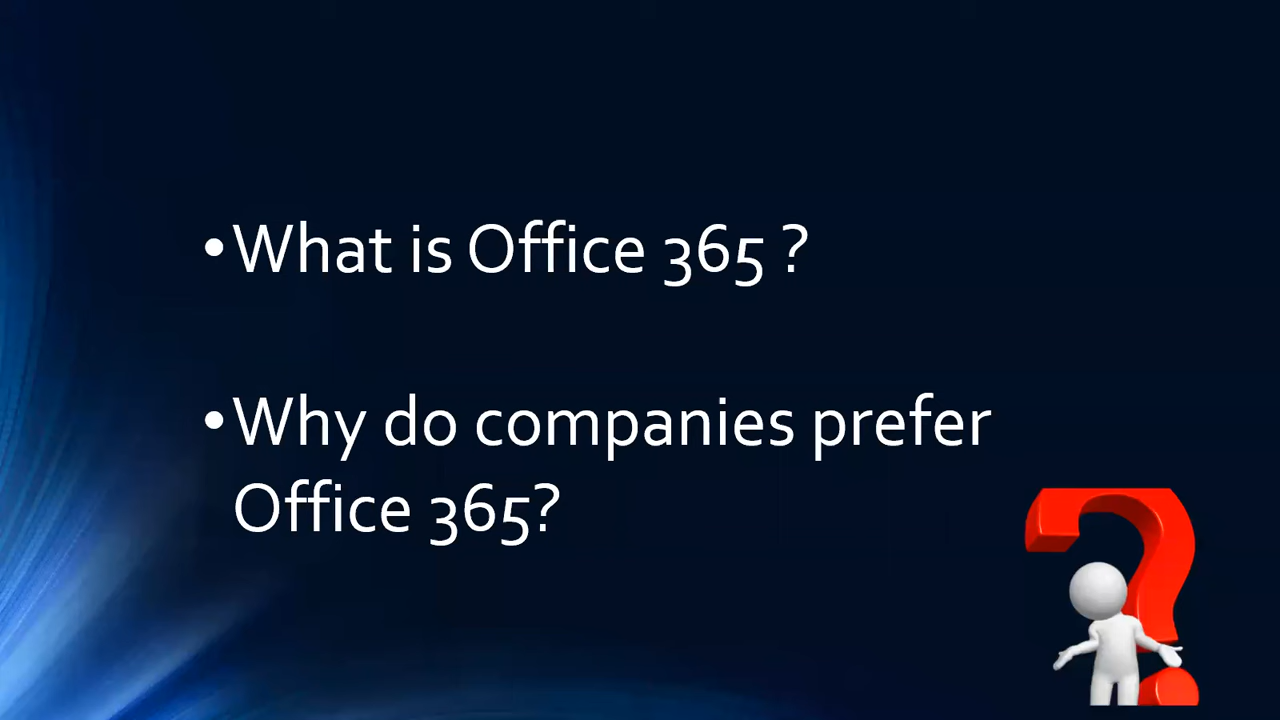 •What is Office 365 ?
•Why do companies prefer
Office 365?